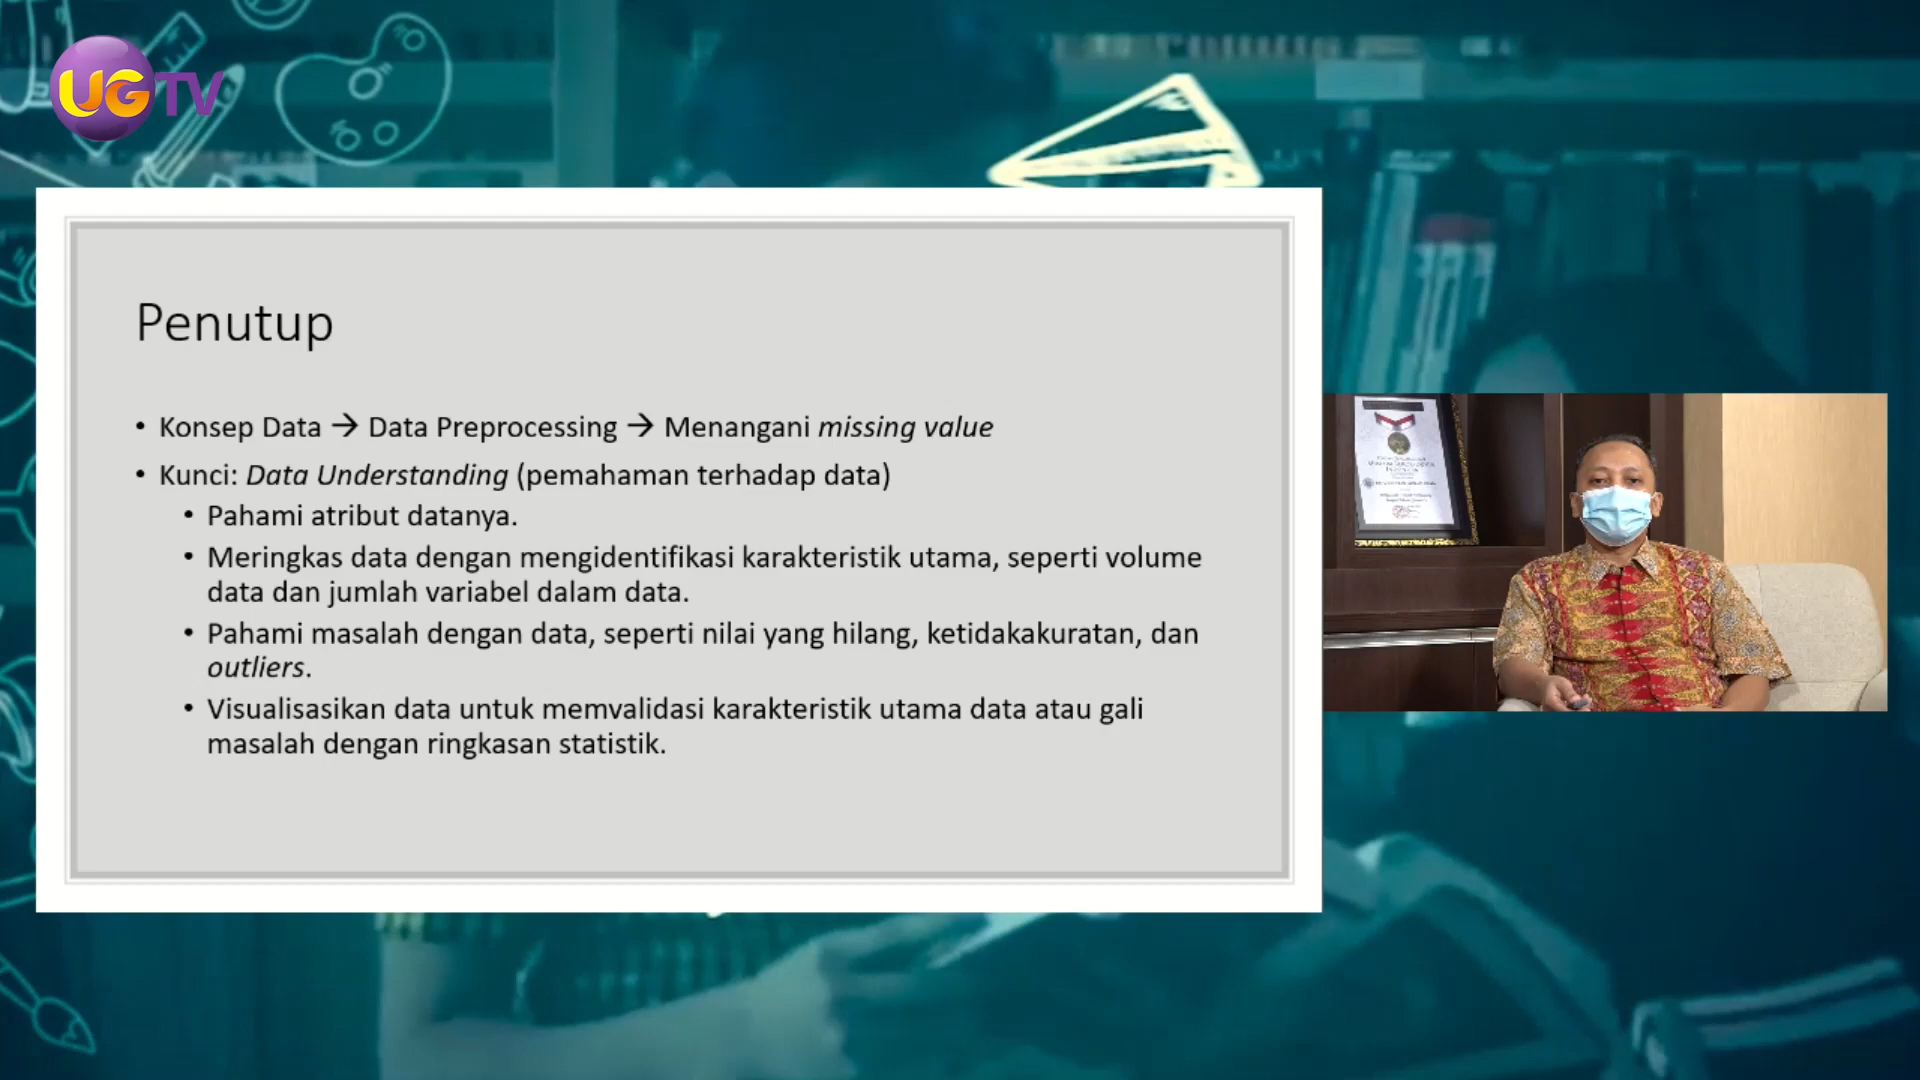 UGTV
Penutup
• Konsep Data → Data Preprocessing → Menangani missing value
• Kunci: Data Understanding (pemahaman terhadap data)
• Pahami atribut datanya.
• Meringkas data dengan mengidentifikasi karakteristik utama, seperti volume
data dan jumlah variabel dalam data.
• Pahami masalah dengan data, seperti nilai yang hilang, ketidakakuratan, dan
outliers.
• Visualisasikan data untuk memvalidasi karakteristik utama data atau gali
masalah dengan ringkasan statistik.